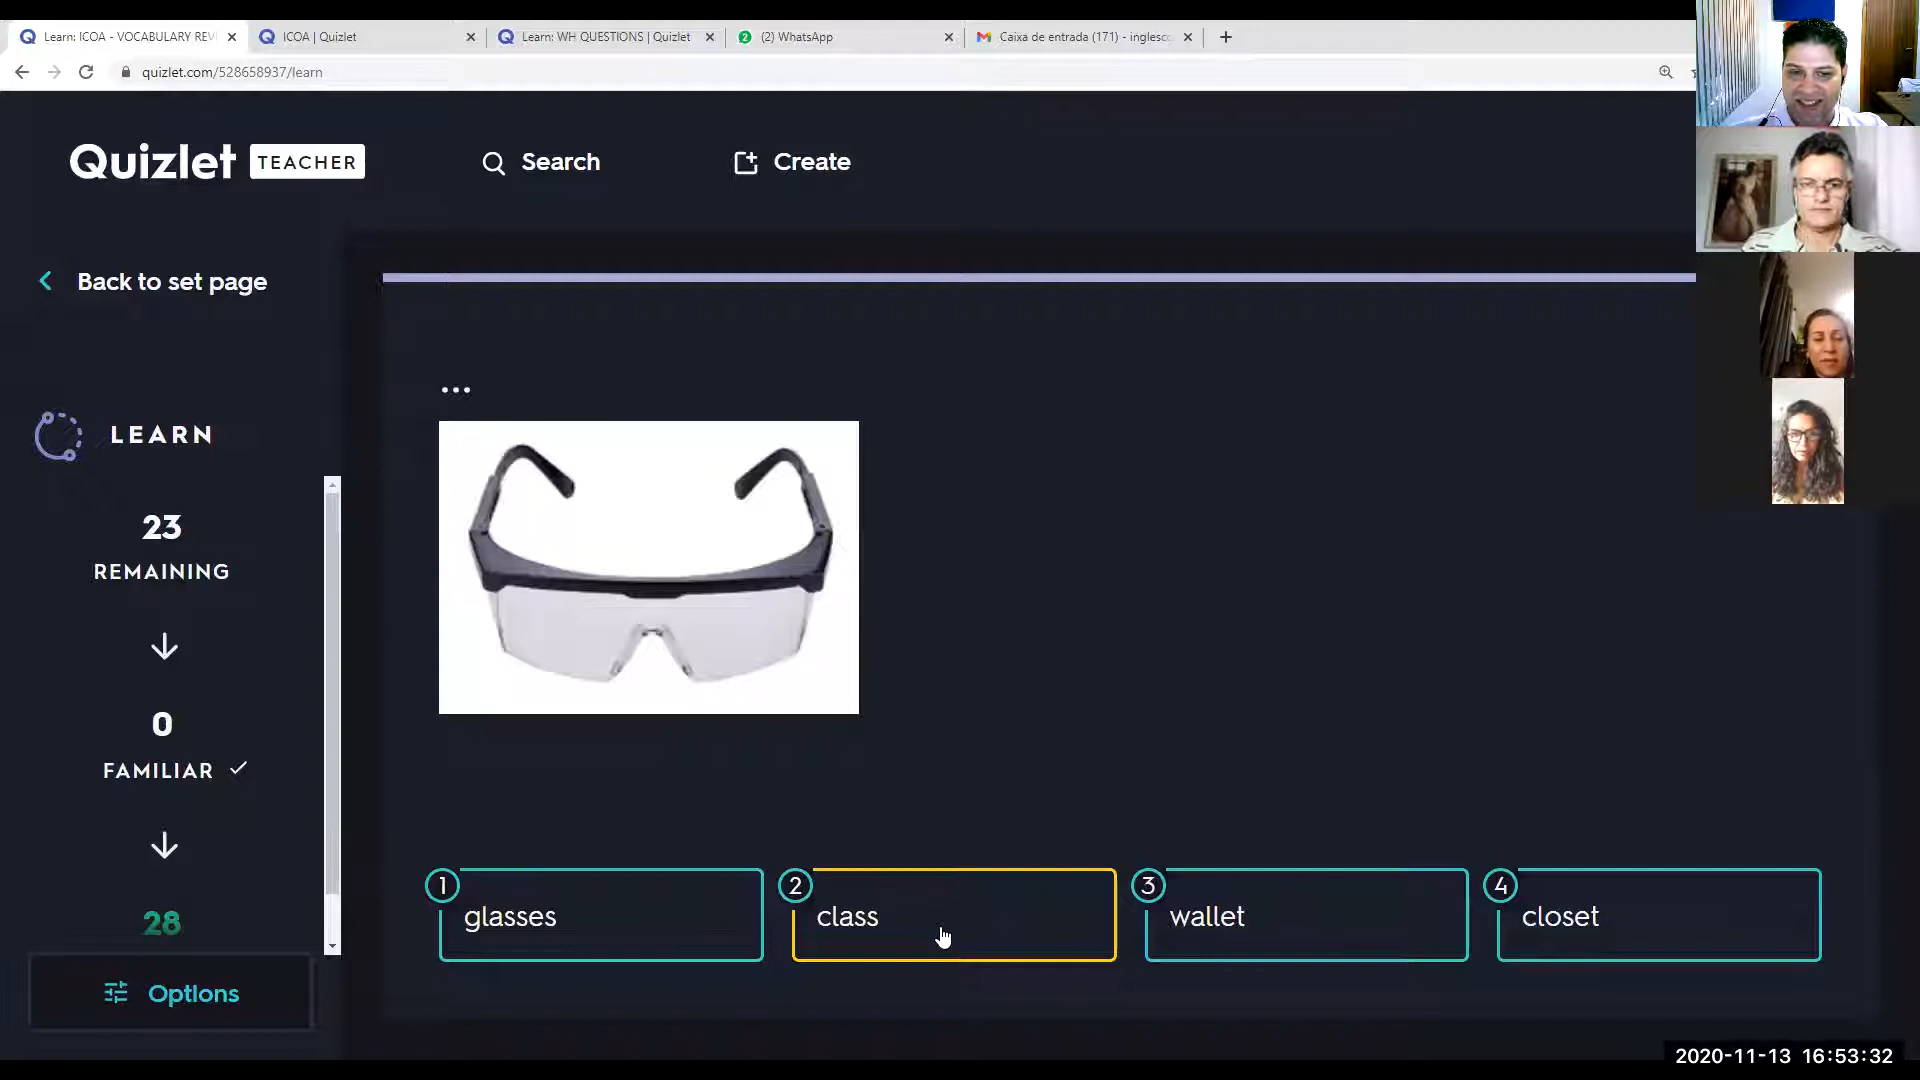 Learn: ICOA - VOCABULARY REV
ICOA | Quizlet
Learn: WH QUESTIONS | Quizlet
2
(2) WhatsApp
Caixa de entrada (171) - inglesco
quizlet.com/528658937/learn
Quizlet TEACHER
Search
Create
Back to set page
LEARN
23
REMAINING
0
FAMILIAR
28
Options
...
1 glasses
2 class
3 wallet
4 closet
2020-11-13 16:53:32